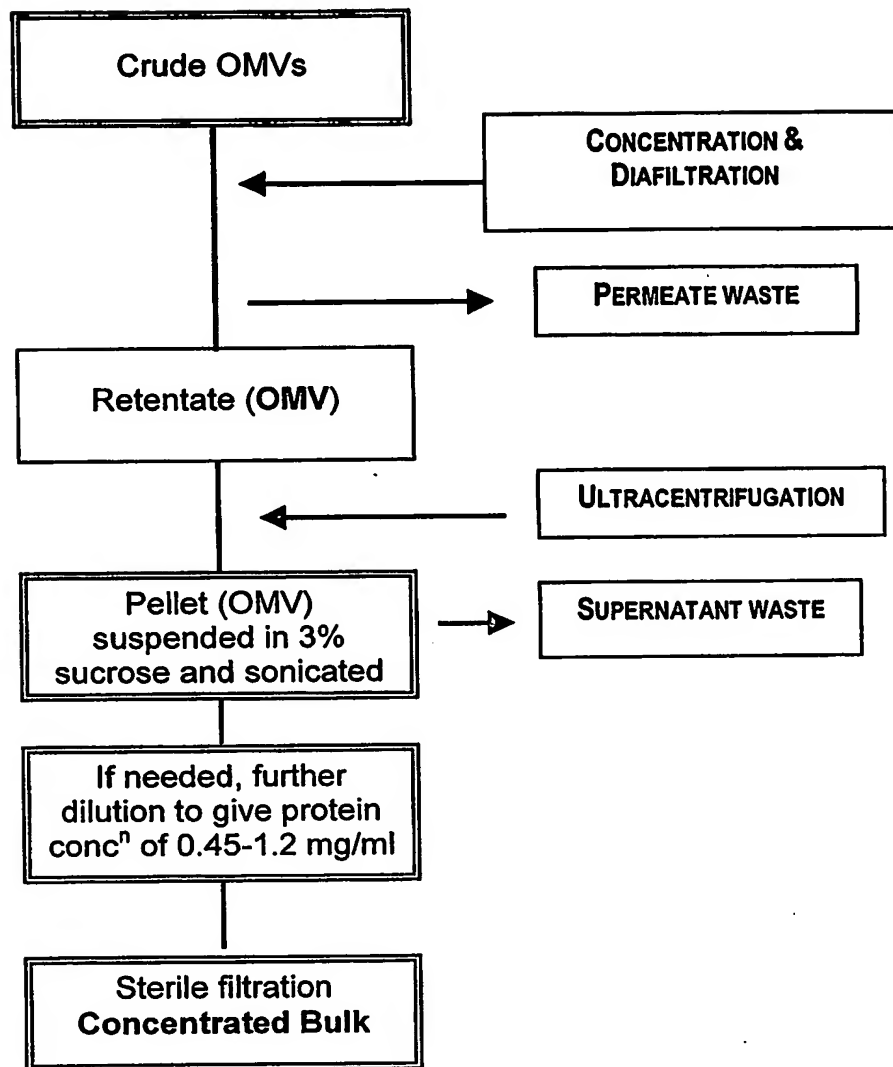 Crude OMVs
CONCENTRATION &
DIAFILTRATION
PERMEATE WASTE
Retentate (OMV)
ULTRACENTRIFUGATION
Pellet (OMV)
suspended in 3%
sucrose and sonicated
SUPERNATANT WASTE
If needed, further
dilution to give protein
concⁿ of 0.45-1.2 mg/ml
Sterile filtration
Concentrated Bulk